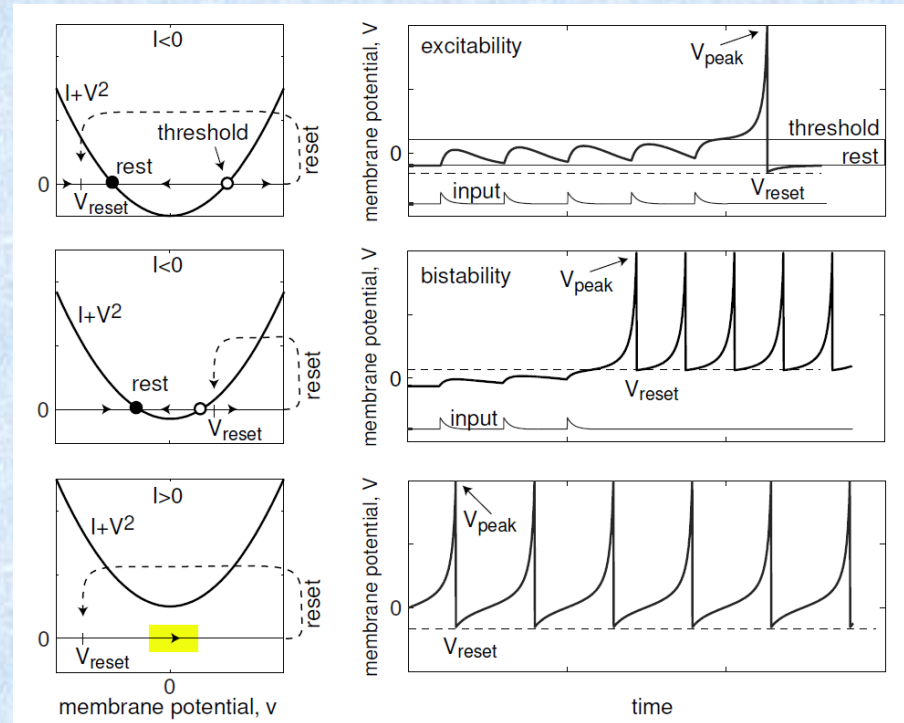 I<0
I+V2
threshold
rest
reset
0
Vreset
membrane potential, V
excitability
Vpeak
threshold
0
rest
input
Vreset
I<0
I+V2
rest
reset
0
Vreset
membrane potential, V
bistability
Vpeak
0
Vreset
input
I>0
I+V2
reset
0
Vreset
0
membrane potential, v
membrane potential, V
Vpeak
0
Vreset
time